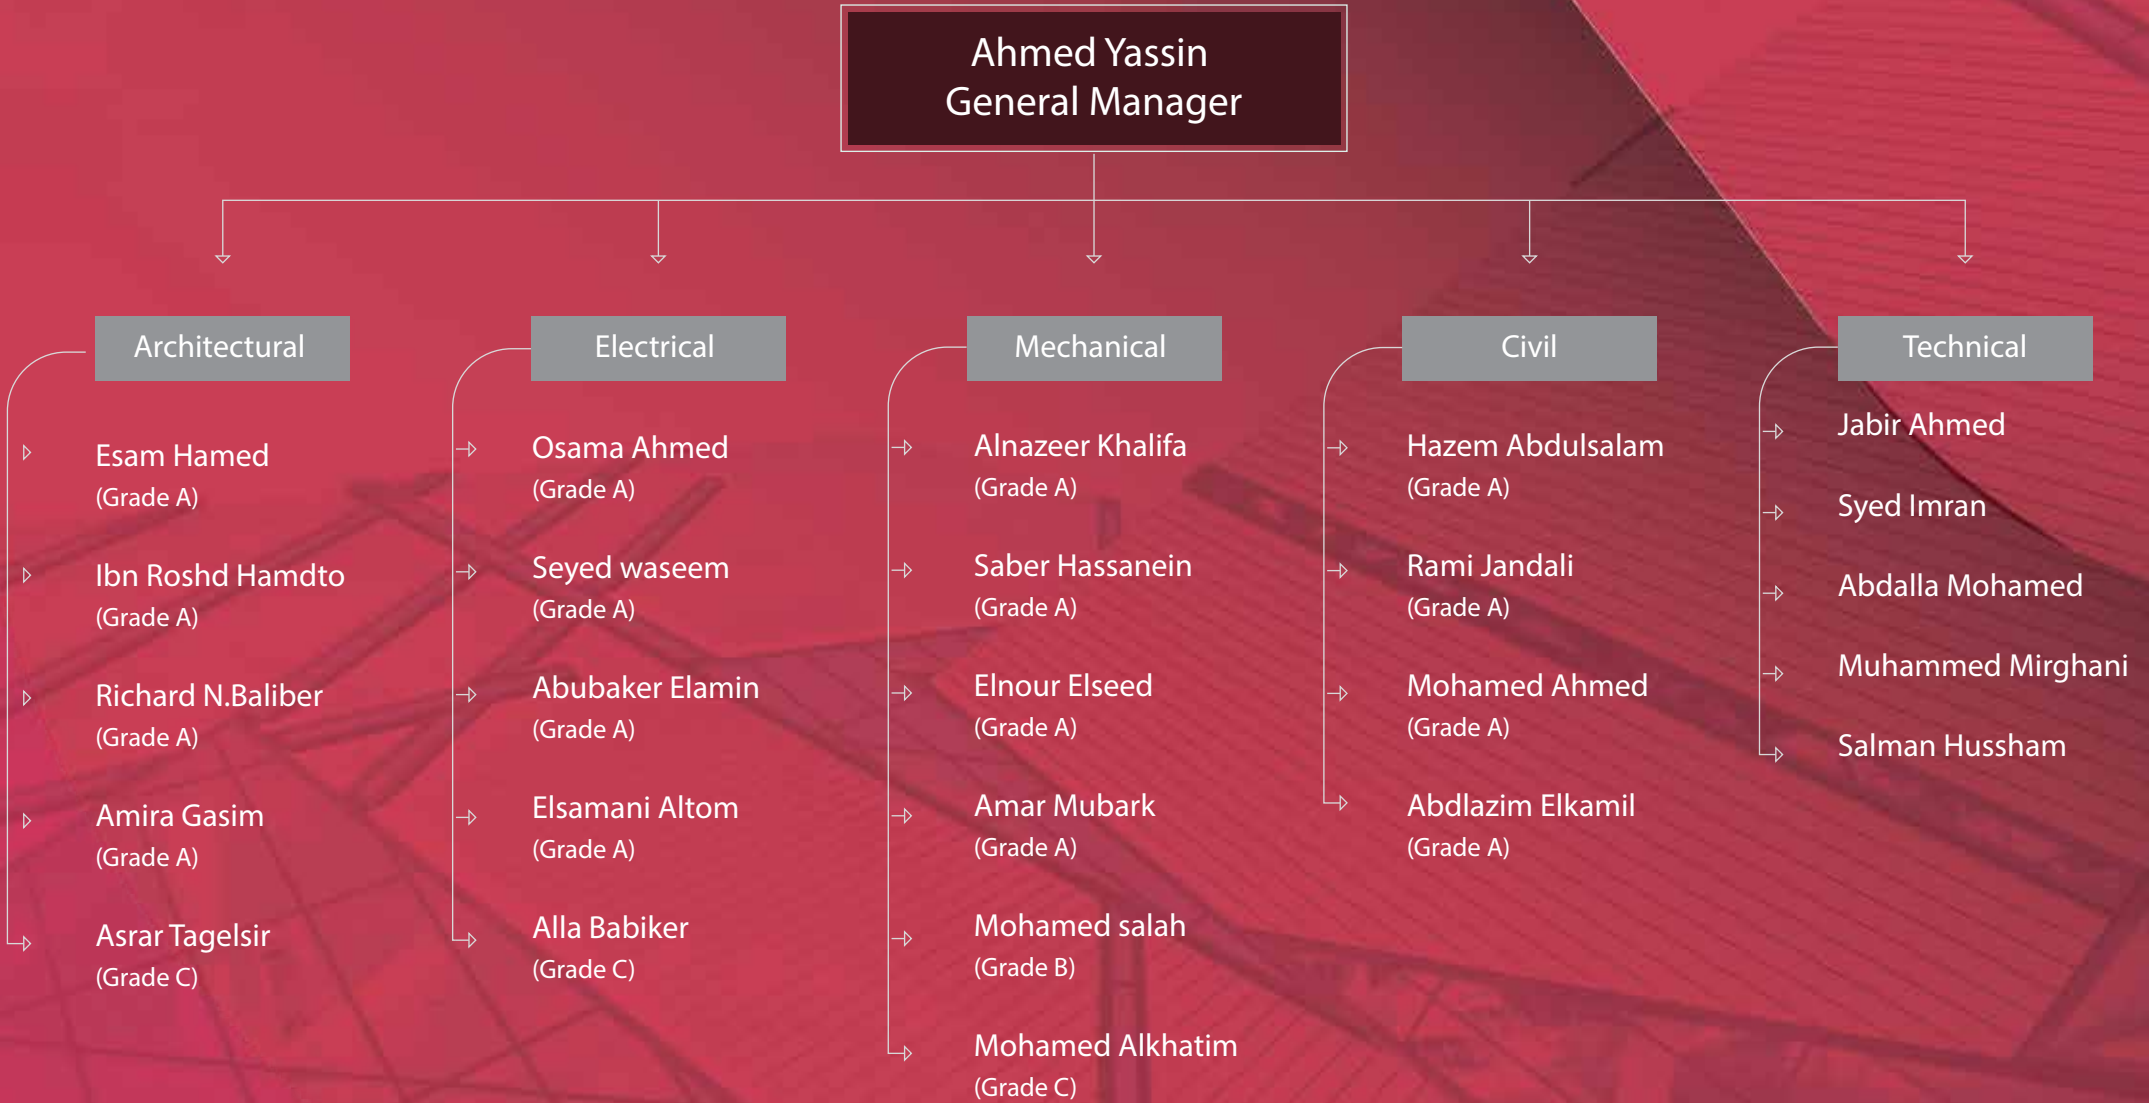 Ahmed Yassin
General Manager
Architectural
Esam Hamed
(Grade A)
Ibn Roshd Hamdto
(Grade A)
Richard N.Baliber
(Grade A)
Amira Gasim
(Grade A)
Asrar Tagelsir
(Grade C)
Electrical
Osama Ahmed
(Grade A)
Seyed waseem
(Grade A)
Abubaker Elamin
(Grade A)
Elsamani Altom
(Grade A)
Alla Babiker
(Grade C)
Mechanical
Alnazeer Khalifa
(Grade A)
Saber Hassanein
(Grade A)
Elnour Elseed
(Grade A)
Amar Mubark
(Grade A)
Mohamed salah
(Grade B)
Mohamed Alkhatim
(Grade C)
Civil
Hazem Abdulsalam
(Grade A)
Rami Jandali
(Grade A)
Mohamed Ahmed
(Grade A)
Abdlazim Elkamil
(Grade A)
Technical
Jabir Ahmed
Syed Imran
Abdalla Mohamed
Muhammed Mirghani
Salman Hussham